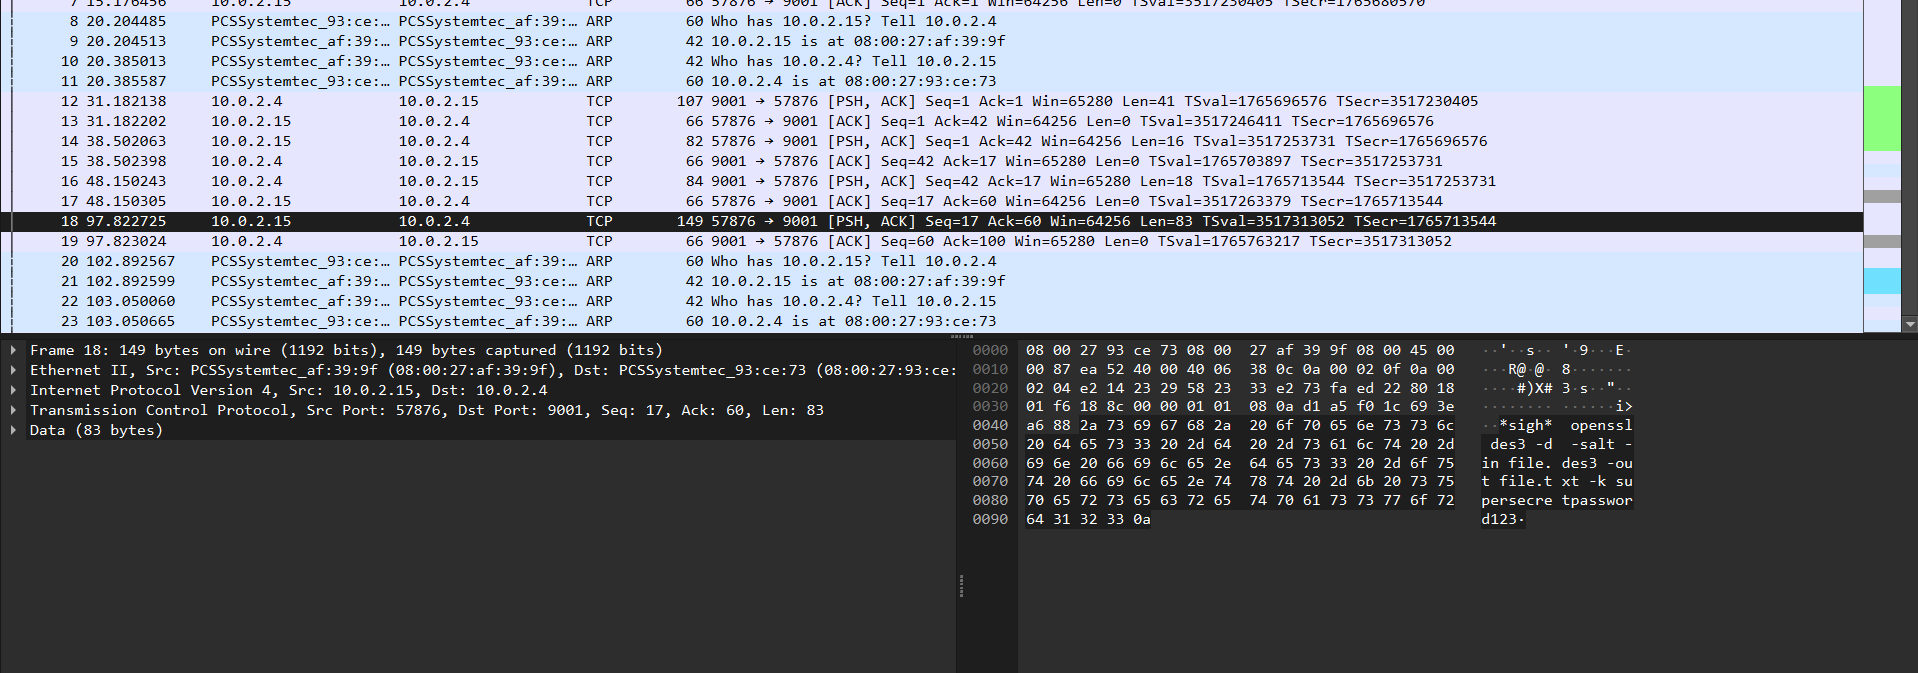 7 15.176456 10.0.2.15 10.0.2.4 TCP 66 57876 → 9001 [ACK] Seq=1 Ack=1 Win=64256 Len=0 TSval=3517230405 TSecr=1765680570
8 20.204485 PCSSystemtec_93:ce:… PCSSystemtec_af:39:… ARP 60 Who has 10.0.2.15? Tell 10.0.2.4
9 20.204513 PCSSystemtec_af:39:… PCSSystemtec_93:ce:… ARP 42 10.0.2.15 is at 08:00:27:af:39:9f
10 20.385013 PCSSystemtec_af:39:… PCSSystemtec_93:ce:… ARP 42 Who has 10.0.2.4? Tell 10.0.2.15
11 20.385587 PCSSystemtec_93:ce:… PCSSystemtec_af:39:… ARP 60 10.0.2.4 is at 08:00:27:93:ce:73
12 31.182138 10.0.2.4 10.0.2.15 TCP 107 9001 → 57876 [PSH, ACK] Seq=1 Ack=1 Win=65280 Len=41 TSval=1765696576 TSecr=3517230405
13 31.182202 10.0.2.15 10.0.2.4 TCP 66 57876 → 9001 [ACK] Seq=1 Ack=42 Win=64256 Len=0 TSval=3517246411 TSecr=1765696576
14 38.502063 10.0.2.15 10.0.2.4 TCP 82 57876 → 9001 [PSH, ACK] Seq=1 Ack=42 Win=64256 Len=16 TSval=3517253731 TSecr=1765696576
15 38.502398 10.0.2.4 10.0.2.15 TCP 66 9001 → 57876 [ACK] Seq=42 Ack=17 Win=65280 Len=0 TSval=1765703897 TSecr=3517253731
16 48.150243 10.0.2.4 10.0.2.15 TCP 84 9001 → 57876 [PSH, ACK] Seq=42 Ack=17 Win=65280 Len=18 TSval=1765713544 TSecr=3517253731
17 48.150305 10.0.2.15 10.0.2.4 TCP 66 57876 → 9001 [ACK] Seq=17 Ack=60 Win=64256 Len=0 TSval=3517263379 TSecr=1765713544
18 97.822725 10.0.2.15 10.0.2.4 TCP 149 57876 → 9001 [PSH, ACK] Seq=17 Ack=60 Win=64256 Len=83 TSval=3517313052 TSecr=1765713544
19 97.823024 10.0.2.4 10.0.2.15 TCP 66 9001 → 57876 [ACK] Seq=60 Ack=100 Win=65280 Len=0 TSval=1765763217 TSecr=3517313052
20 102.892567 PCSSystemtec_93:ce:… PCSSystemtec_af:39:… ARP 60 Who has 10.0.2.15? Tell 10.0.2.4
21 102.892599 PCSSystemtec_af:39:… PCSSystemtec_93:ce:… ARP 42 10.0.2.15 is at 08:00:27:af:39:9f
22 103.050060 PCSSystemtec_af:39:… PCSSystemtec_93:ce:… ARP 42 Who has 10.0.2.4? Tell 10.0.2.15
23 103.050665 PCSSystemtec_93:ce:… PCSSystemtec_af:39:… ARP 60 10.0.2.4 is at 08:00:27:93:ce:73
Frame 18: 149 bytes on wire (1192 bits), 149 bytes captured (1192 bits)
Ethernet II, Src: PCSSystemtec_af:39:9f (08:00:27:af:39:9f), Dst: PCSSystemtec_93:ce:73 (08:00:27:93:ce:
Internet Protocol Version 4, Src: 10.0.2.15, Dst: 10.0.2.4
Transmission Control Protocol, Src Port: 57876, Dst Port: 9001, Seq: 17, Ack: 60, Len: 83
Data (83 bytes)
0000 08 00 27 93 ce 73 08 00 27 af 39 9f 08 00 45 00 ··'··s·· '·9···E·
0010 00 87 ea 52 40 00 40 06 38 0c 0a 00 02 0f 0a 00 ···R@·@· 8·······
0020 02 04 e2 14 23 29 58 23 33 e2 73 fa ed 22 80 18 ····#)X# 3·s··"··
0030 01 f6 18 8c 00 00 01 01 08 0a d1 a5 f0 1c 69 3e ········ ······i>
0040 a6 88 2a 73 69 67 68 2a 20 6f 70 65 6e 73 73 6c ··*sigh* openssl
0050 20 64 65 73 33 20 2d 64 20 2d 73 61 6c 74 20 2d des3 -d -salt -
0060 69 6e 20 66 69 6c 65 2e 64 65 73 33 20 2d 6f 75 in file. des3 -ou
0070 74 20 66 69 6c 65 2e 74 78 74 20 2d 6b 20 73 75 t file.t xt -k su
0080 70 65 72 73 65 63 72 65 74 70 61 73 73 77 6f 72 persecre tpasswor
0090 64 31 32 33 0a d123·